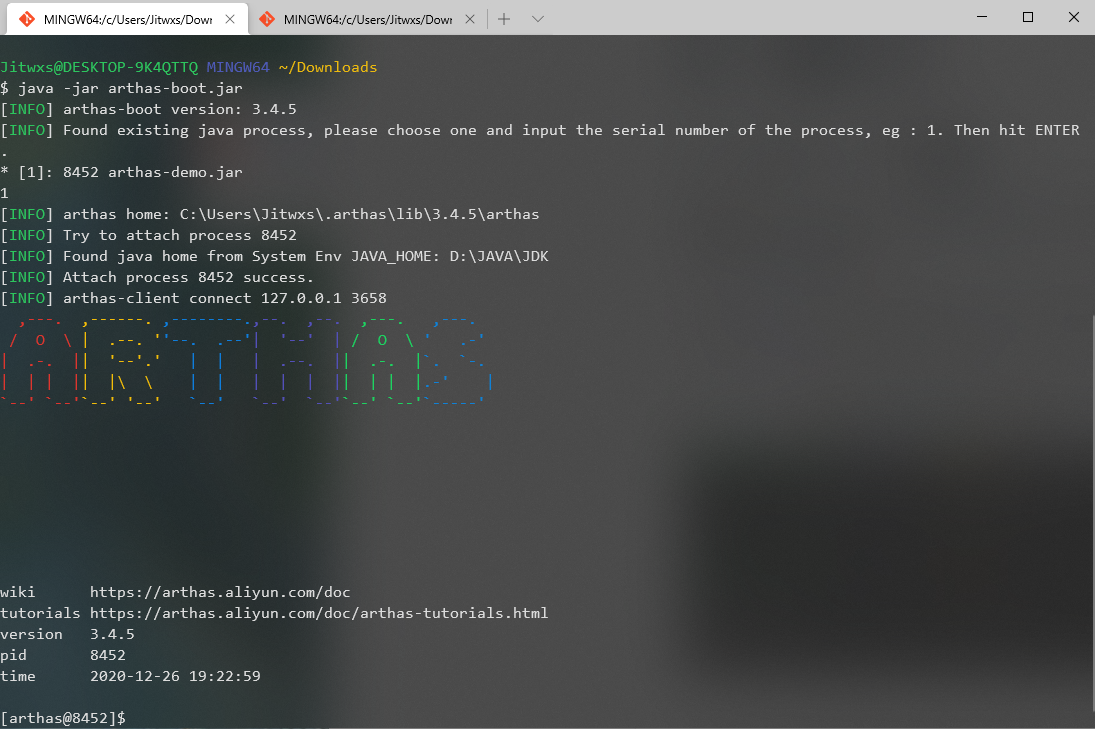 MINGW64:/c/Users/Jitwxs/Dow
MINGW64:/c/Users/Jitwxs/Dow
Jitwxs@DESKTOP-9K4QTTQ MINGW64 ~/Downloads
$ java -jar arthas-boot.jar
[INFO] arthas-boot version: 3.4.5
[INFO] Found existing java process, please choose one and input the serial number of the process, eg : 1. Then hit ENTER
.
* [1]: 8452 arthas-demo.jar
1
[INFO] arthas home: C:\Users\Jitwxs\.arthas\lib\3.4.5\arthas
[INFO] Try to attach process 8452
[INFO] Found java home from System Env JAVA_HOME: D:\JAVA\JDK
[INFO] Attach process 8452 success.
[INFO] arthas-client connect 127.0.0.1 3658
ARTHAS
wiki https://arthas.aliyun.com/doc
tutorials https://arthas.aliyun.com/doc/arthas-tutorials.html
version 3.4.5
pid 8452
time 2020-12-26 19:22:59
[arthas@8452]$